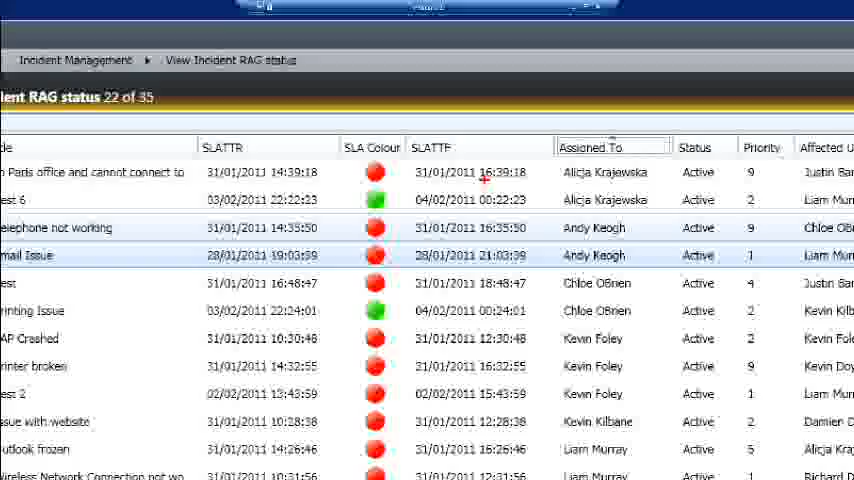 Incident Management ▸ View Incident RAG status
ent RAG status 22 of 35
SLATTR SLA Colour SLATTF Assigned To Status Priority Affected U
Paris office and cannot connect to 31/01/2011 14:39:18 31/01/2011 16:39:18 Alicja Krajewska Active 9 Justin Bar
est 6 03/02/2011 22:22:23 04/02/2011 00:22:23 Alicja Krajewska Active 2 Liam Mur
elephone not working 31/01/2011 14:35:50 31/01/2011 16:35:50 Andy Keogh Active 9 Chloe OBr
mail Issue 28/01/2011 19:03:39 28/01/2011 21:03:39 Andy Keogh Active 1 Liam Mur
est 31/01/2011 16:48:47 31/01/2011 18:48:47 Chloe OBrien Active 4 Justin Bar
rinting Issue 03/02/2011 22:24:01 04/02/2011 00:24:01 Chloe OBrien Active 2 Kevin Kilb
AP Crashed 31/01/2011 10:30:48 31/01/2011 12:30:48 Kevin Foley Active 2 Kevin Fol
rinter broken 31/01/2011 14:32:55 31/01/2011 16:32:55 Kevin Foley Active 9 Kevin Doy
est 2 02/02/2011 13:43:59 02/02/2011 15:43:59 Kevin Foley Active 1 Liam Mur
ssue with website 31/01/2011 10:28:38 31/01/2011 12:28:38 Kevin Kilbane Active 2 Damien D
utlook frozan 31/01/2011 14:26:46 31/01/2011 16:26:46 Liam Murray Active 5 Alicja Kra
Wireless Network Connection not wo 31/01/2011 10:31:56 31/01/2011 12:31:56 Liam Murray Active 1 Richard D